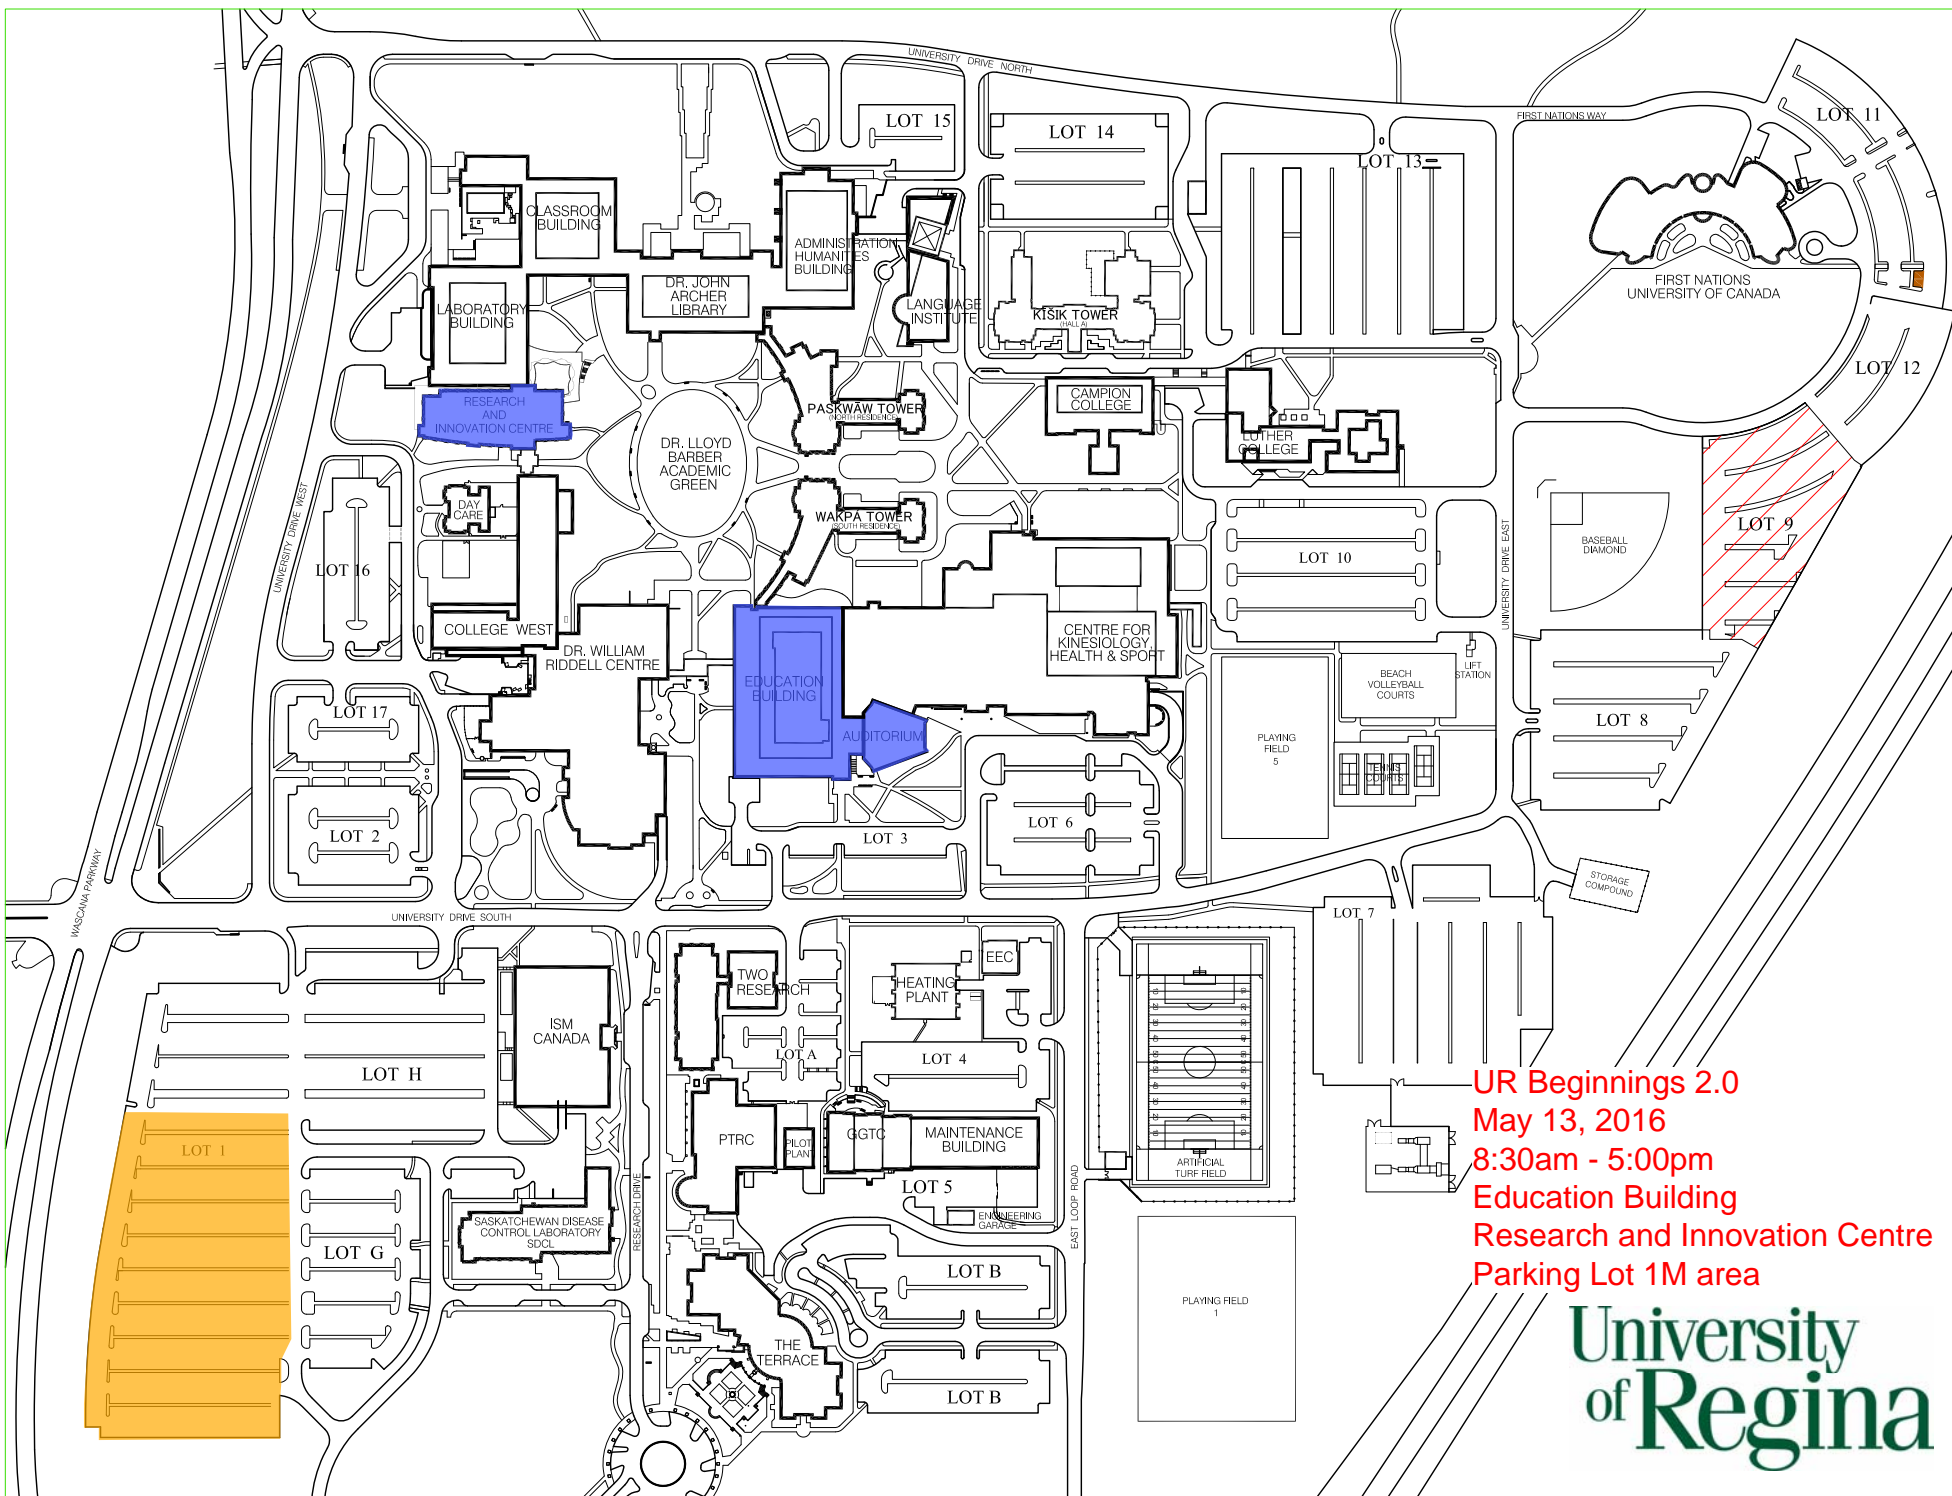 UNIVERSITY DRIVE NORTH
FIRST NATIONS WAY
LOT 15
LOT 14
LOT 13
LOT 11
CLASSROOM
BUILDING
ADMINISTRATION
HUMANITIES
BUILDING
DR. JOHN
ARCHER
LIBRARY
LANGUAGE
INSTITUTE
LABORATORY
BUILDING
KĪŠIK TOWER
(HALL A)
FIRST NATIONS
UNIVERSITY OF CANADA
LOT 12
RESEARCH
AND
INNOVATION CENTRE
PASKWĀW TOWER
(NORTH RESIDENCE)
CAMPION
COLLEGE
LUTHER
COLLEGE
DR. LLOYD
BARBER
ACADEMIC
GREEN
DAY
CARE
WAKPĀ TOWER
(SOUTH RESIDENCE)
UNIVERSITY DRIVE WEST
LOT 16
LOT 10
UNIVERSITY DRIVE EAST
BASEBALL
DIAMOND
LOT 9
COLLEGE WEST
DR. WILLIAM
RIDDELL CENTRE
CENTRE FOR
KINESIOLOGY,
HEALTH & SPORT
EDUCATION
BUILDING
AUDITORIUM
BEACH
VOLLEYBALL
COURTS
LIFT
STATION
LOT 17
LOT 8
PLAYING
FIELD
5
TENNIS
COURTS
LOT 2
LOT 3
LOT 6
STORAGE
COMPOUND
WASCANA PARKWAY
UNIVERSITY DRIVE SOUTH
LOT 7
TWO
RESEARCH
HEATING
PLANT
EEC
ISM
CANADA
LOT A
LOT 4
LOT H
LOT 1
PTRC
PILOT
PLANT
GGTC
MAINTENANCE
BUILDING
ARTIFICIAL
TURF FIELD
LOT 5
ENGINEERING
GARAGE
RESEARCH DRIVE
EAST LOOP ROAD
SASKATCHEWAN DISEASE
CONTROL LABORATORY
SDCL
LOT G
LOT B
PLAYING FIELD
1
THE
TERRACE
LOT B
UR Beginnings 2.0
May 13, 2016
8:30am - 5:00pm
Education Building
Research and Innovation Centre
Parking Lot 1M area
University
of Regina